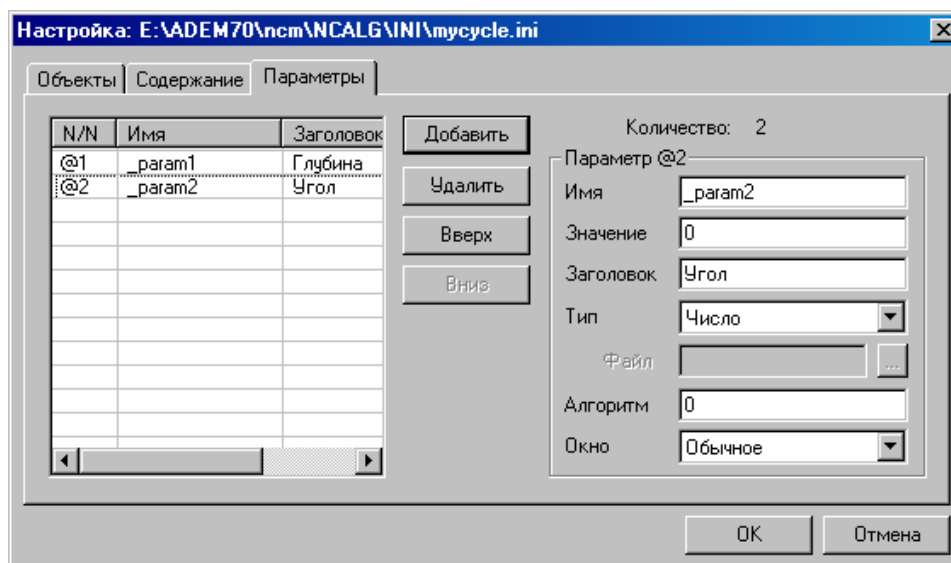 Настройка: E:\ADEM70\ncm\NCALG\INI\mycycle.ini
Объекты Содержание Параметры
N/N Имя Заголовок
@1 _param1 Глубина
@2 _param2 Угол
Добавить
Удалить
Вверх
Вниз
Количество: 2
Параметр @2
Имя _param2
Значение 0
Заголовок Угол
Тип Число
Файл ...
Алгоритм 0
Окно Обычное
OK Отмена